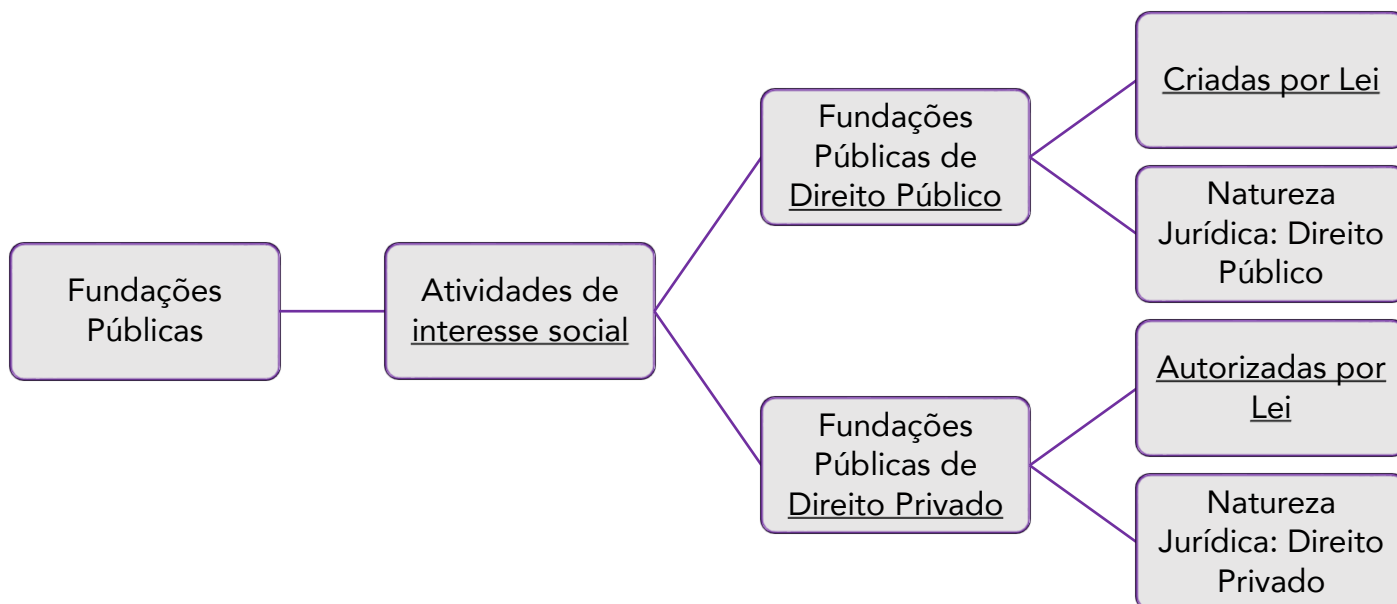 Fundações
Públicas
Atividades de
interesse social
Fundações
Públicas de
Direito Público
Criadas por Lei
Natureza
Jurídica: Direito
Público
Fundações
Públicas de
Direito Privado
Autorizadas por
Lei
Natureza
Jurídica: Direito
Privado